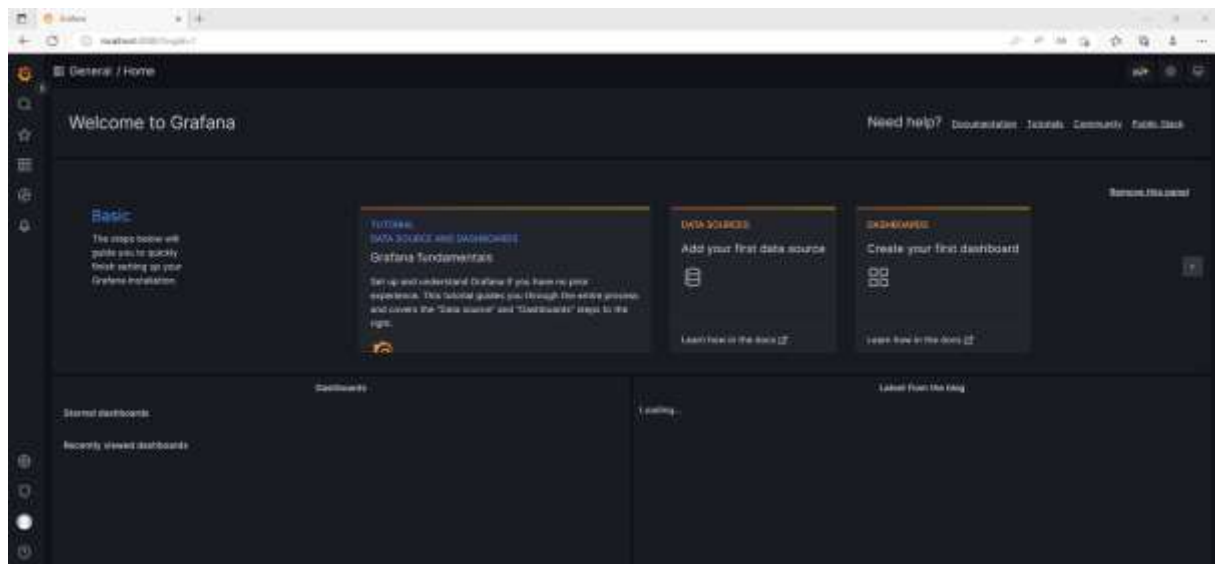 Grafana
General / Home
Welcome to Grafana
Need help? Documentation Tutorials Community Public Slack
Remove this panel
Basic
The steps below will
guide you to quickly
finish setting up your
Grafana installation.
TUTORIAL
DATA SOURCE AND DASHBOARDS
Grafana fundamentals
Set up and understand Grafana if you have no prior
experience. This tutorial guides you through the entire process
and covers the "Data source" and "Dashboards" steps to the
right.
DATA SOURCES
Add your first data source
Learn how in the docs
DASHBOARDS
Create your first dashboard
Learn how in the docs
Dashboards
Starred dashboards
Recently viewed dashboards
Latest from the blog
Loading...